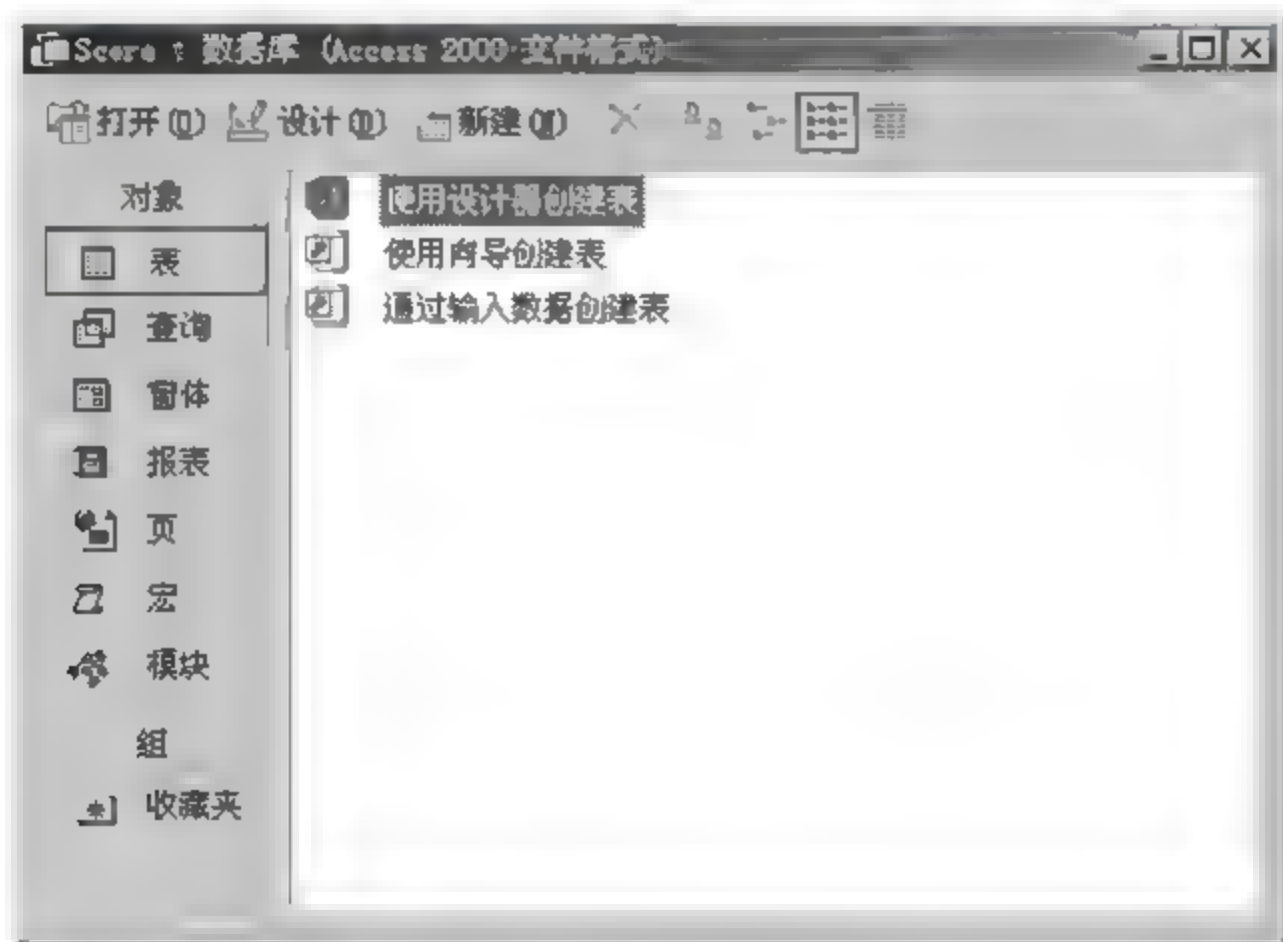 Score : 数据库 (Access 2000 文件格式)
打开(O) 设计(D) 新建(N)
对象
表
查询
窗体
报表
页
宏
模块
组
收藏夹
使用设计器创建表
使用向导创建表
通过输入数据创建表